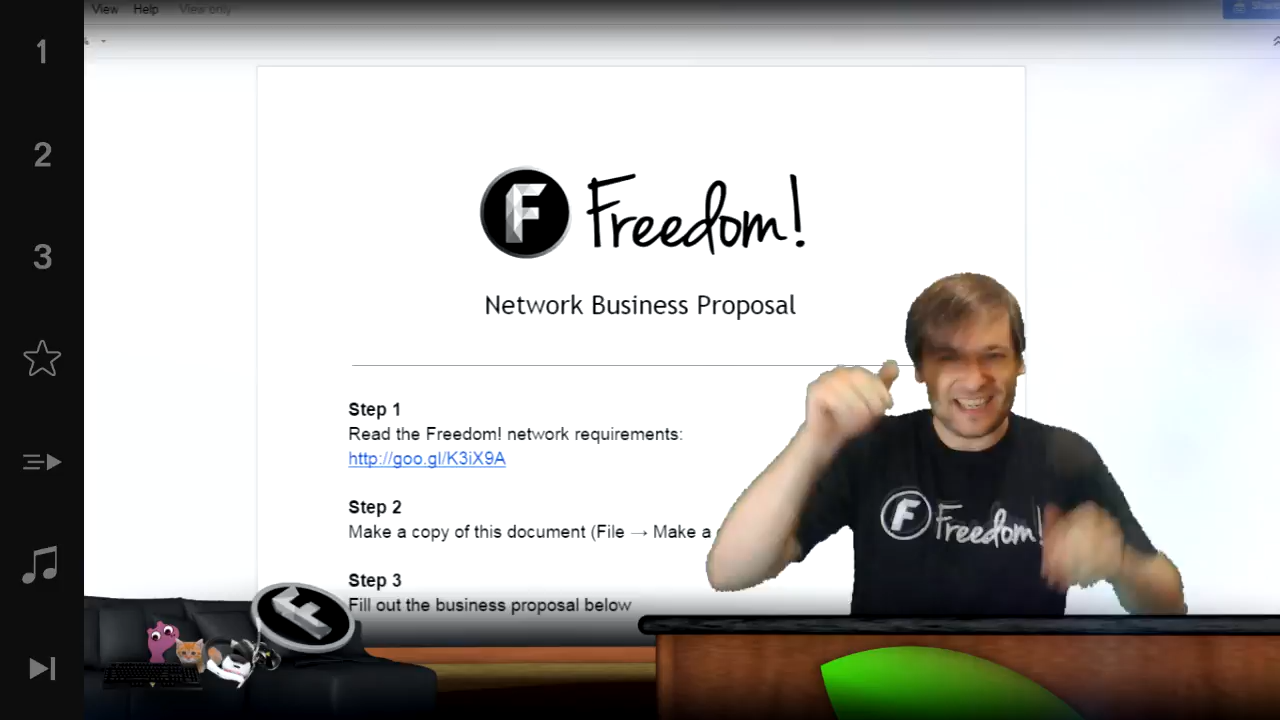 View Help View only
1
2
3
F Freedom!
Network Business Proposal
Step 1
Read the Freedom! network requirements:
http://goo.gl/K3iX9A
Step 2
Make a copy of this document (File → Make a
Step 3
Fill out the business proposal below
F Freedom!
F